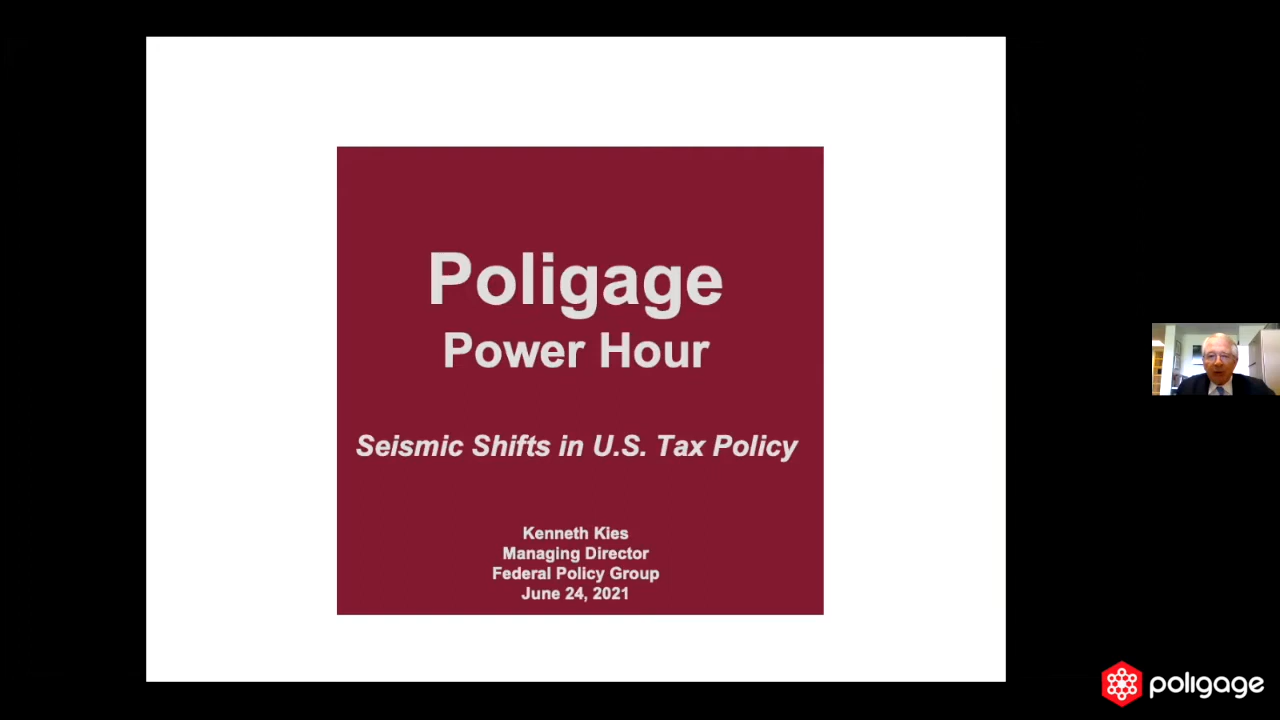 Poligage
Power Hour
Seismic Shifts in U.S. Tax Policy
Kenneth Kies
Managing Director
Federal Policy Group
June 24, 2021
poligage